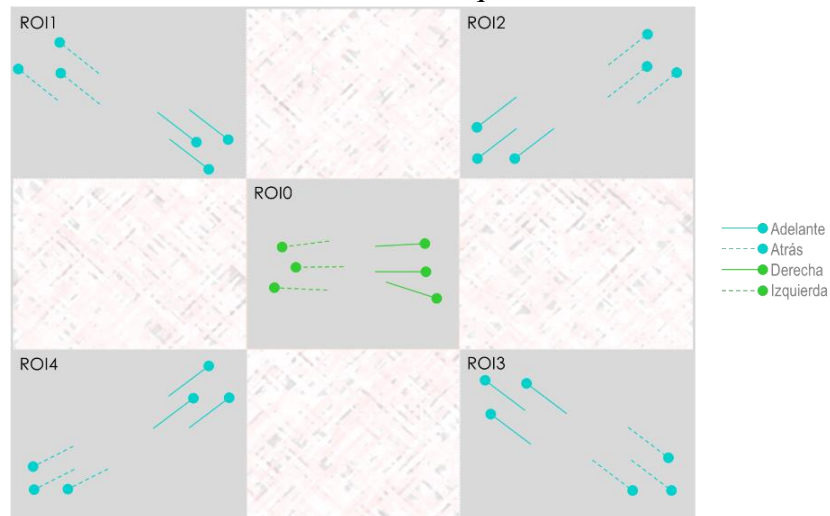 ROI1
ROI2
ROI0
Adelante
Atrás
Derecha
Izquierda
ROI4
ROI3